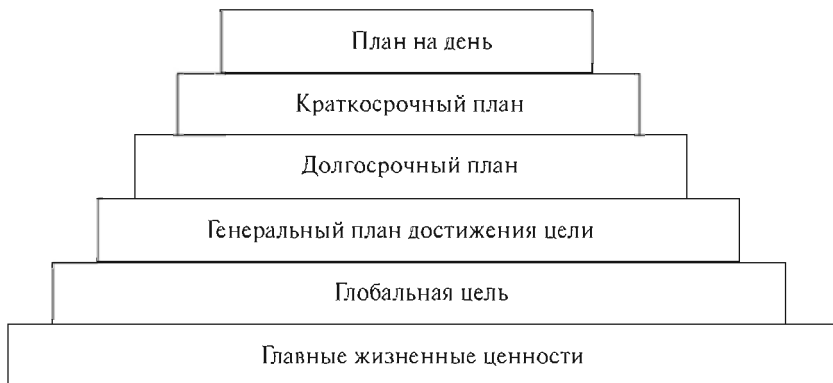 План на день
Краткосрочный план
Долгосрочный план
Генеральный план достижения цели
Глобальная цель
Главные жизненные ценности